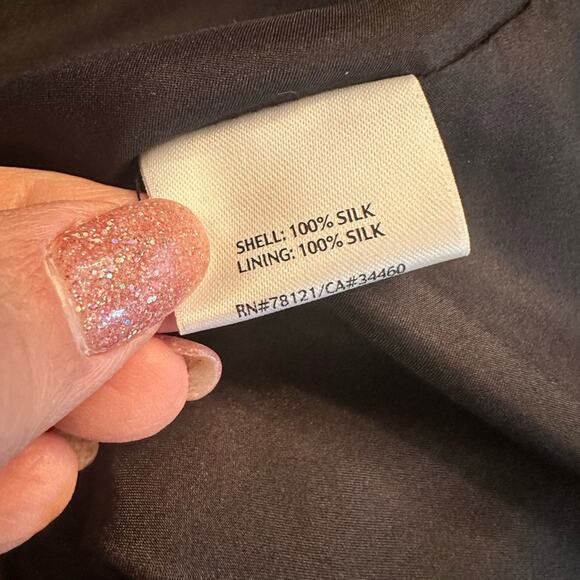 SHELL: 100% SILK
LINING: 100% SILK
RN#78121/CA#34460